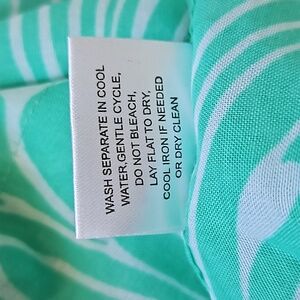 WASH SEPARATE IN COOL
WATER.GENTLE CYCLE,
DO NOT BLEACH,
LAY FLAT TO DRY,
COOL IRON IF NEEDED
OR DRY CLEAN